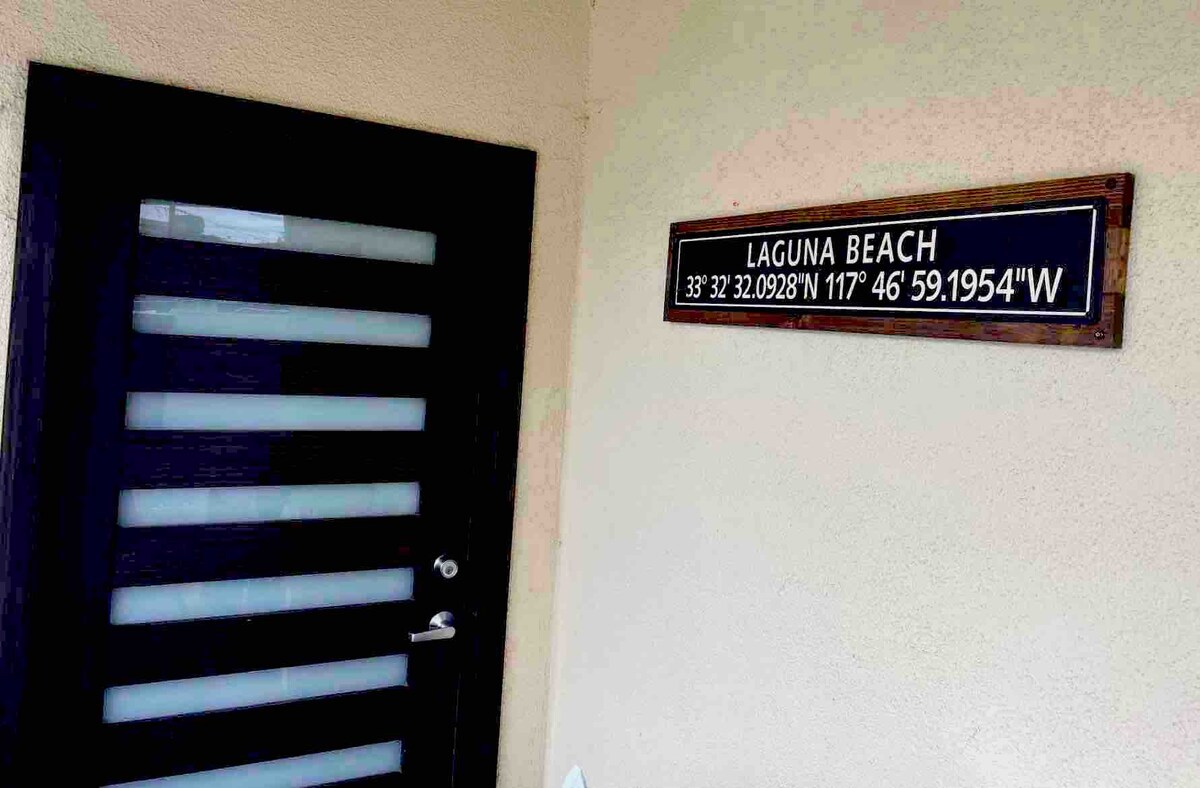 LAGUNA BEACH
33° 32' 32.0928"N 117° 46' 59.1954"W